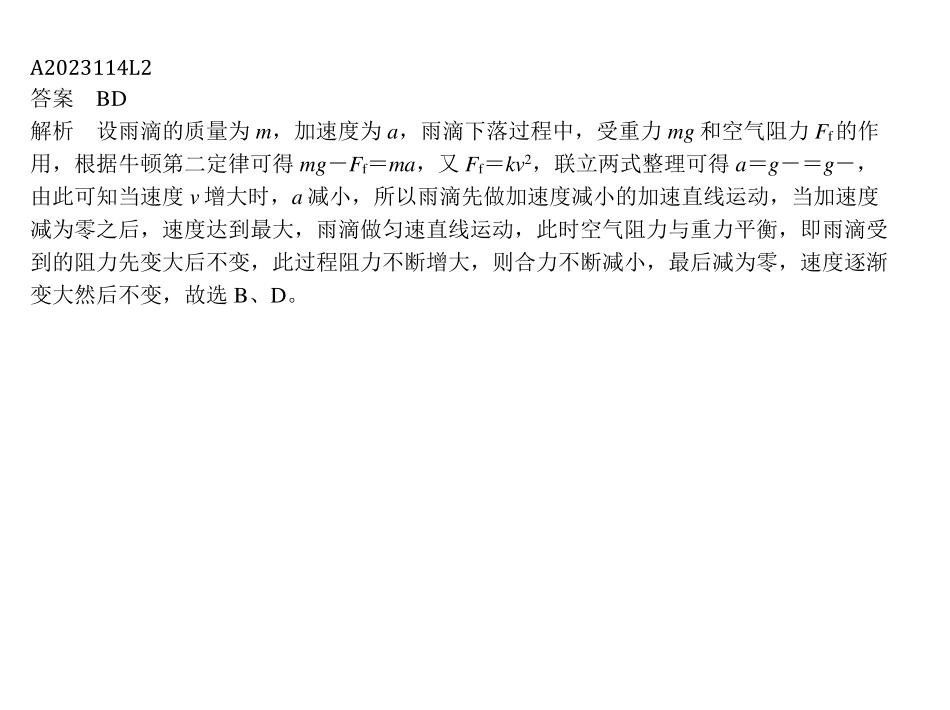 A2023114L2
答案　BD
解析　设雨滴的质量为 m，加速度为 a，雨滴下落过程中，受重力 mg 和空气阻力 Ff的作
用，根据牛顿第二定律可得 mg－Ff＝ma，又 Ff＝kv²，联立两式整理可得 a＝g－＝g－，
由此可知当速度 v 增大时，a 减小，所以雨滴先做加速度减小的加速直线运动，当加速度
减为零之后，速度达到最大，雨滴做匀速直线运动，此时空气阻力与重力平衡，即雨滴受
到的阻力先变大后不变，此过程阻力不断增大，则合力不断减小，最后减为零，速度逐渐
变大然后不变，故选 B、D。